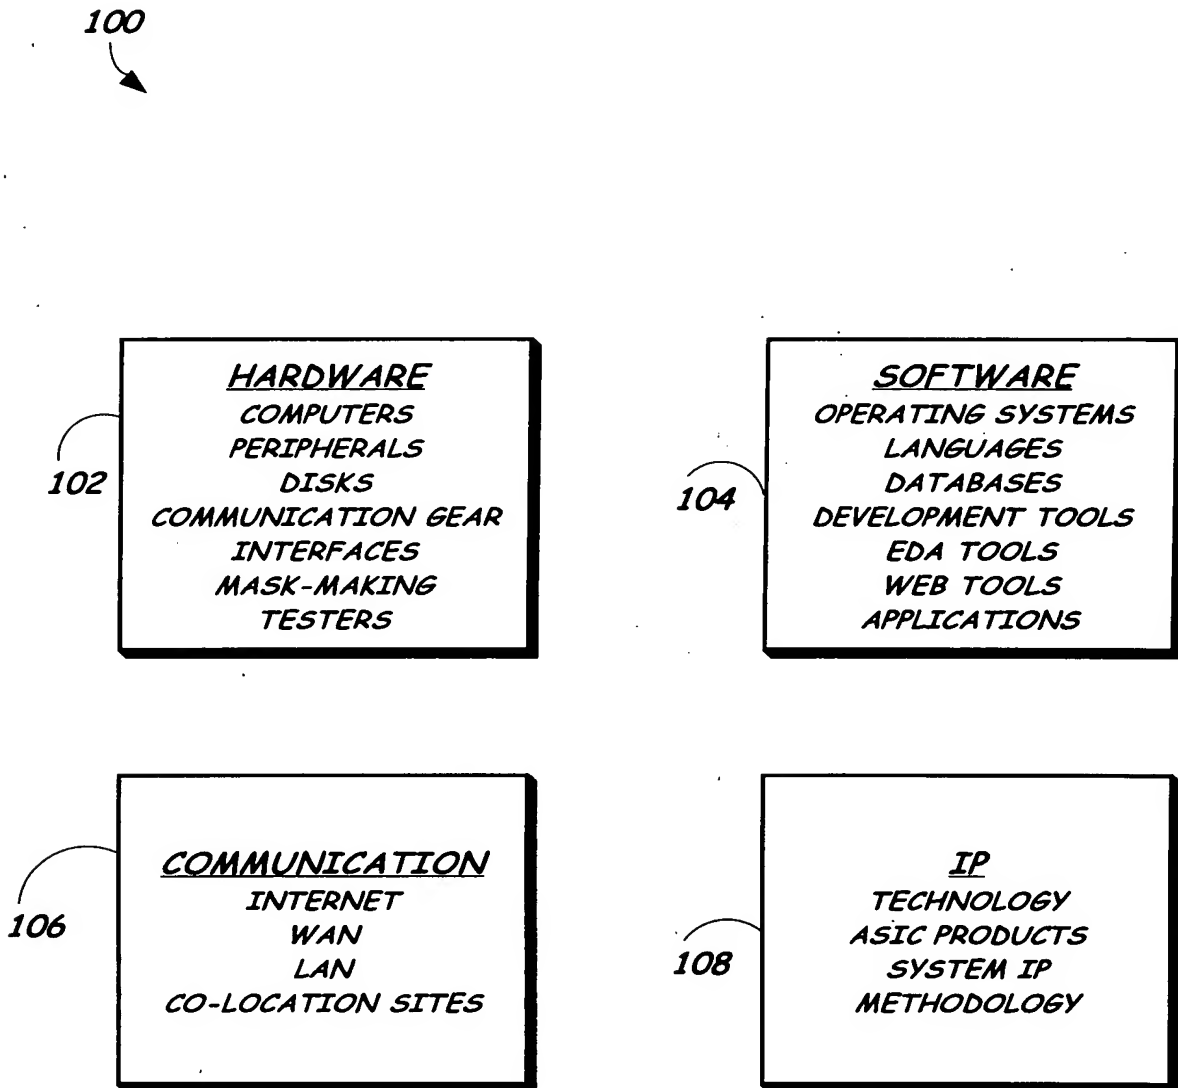 100
HARDWARE
COMPUTERS
PERIPHERALS
DISKS
COMMUNICATION GEAR
INTERFACES
MASK-MAKING
TESTERS
102
SOFTWARE
OPERATING SYSTEMS
LANGUAGES
DATABASES
DEVELOPMENT TOOLS
EDA TOOLS
WEB TOOLS
APPLICATIONS
104
COMMUNICATION
INTERNET
WAN
LAN
CO-LOCATION SITES
106
IP
TECHNOLOGY
ASIC PRODUCTS
SYSTEM IP
METHODOLOGY
108